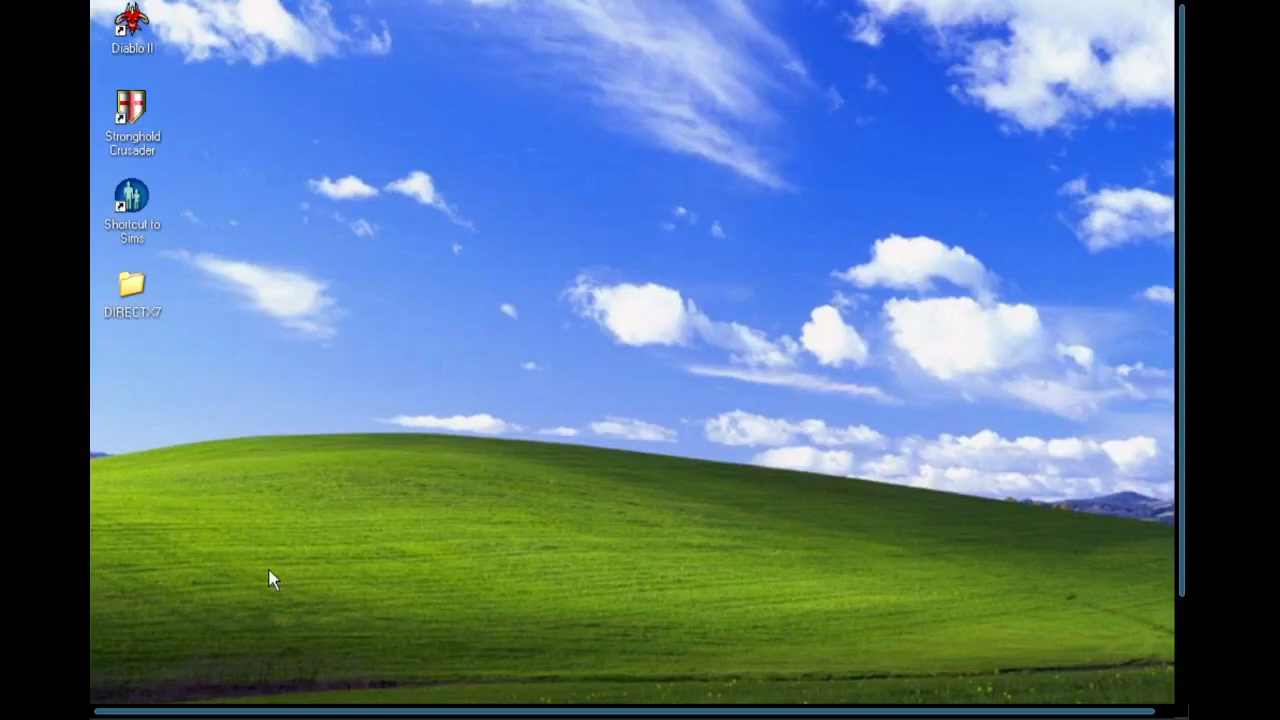 Diablo II
Stronghold
Crusader
Shortcut to
Sims
DIRECTX7